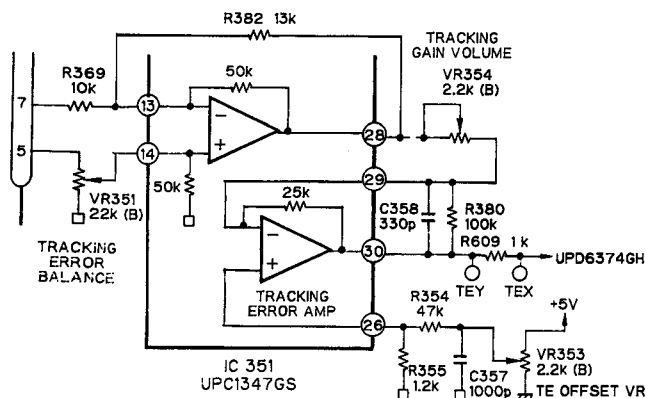 R382 13k
TRACKING
GAIN VOLUME
R369
10k
50k
VR354
2.2k (B)
7
13
28
5
14
29
VR351
22k (B)
50k
25k
C358
330p
R380
100k
TRACKING
ERROR
BALANCE
R609 1k
30
UPD6374GH
TRACKING
ERROR AMP
TEY
TEX
R354
47k
+5V
26
IC 351
UPC1347GS
R355
1.2k
C357
1000p
VR353
2.2k (B)
TE OFFSET VR